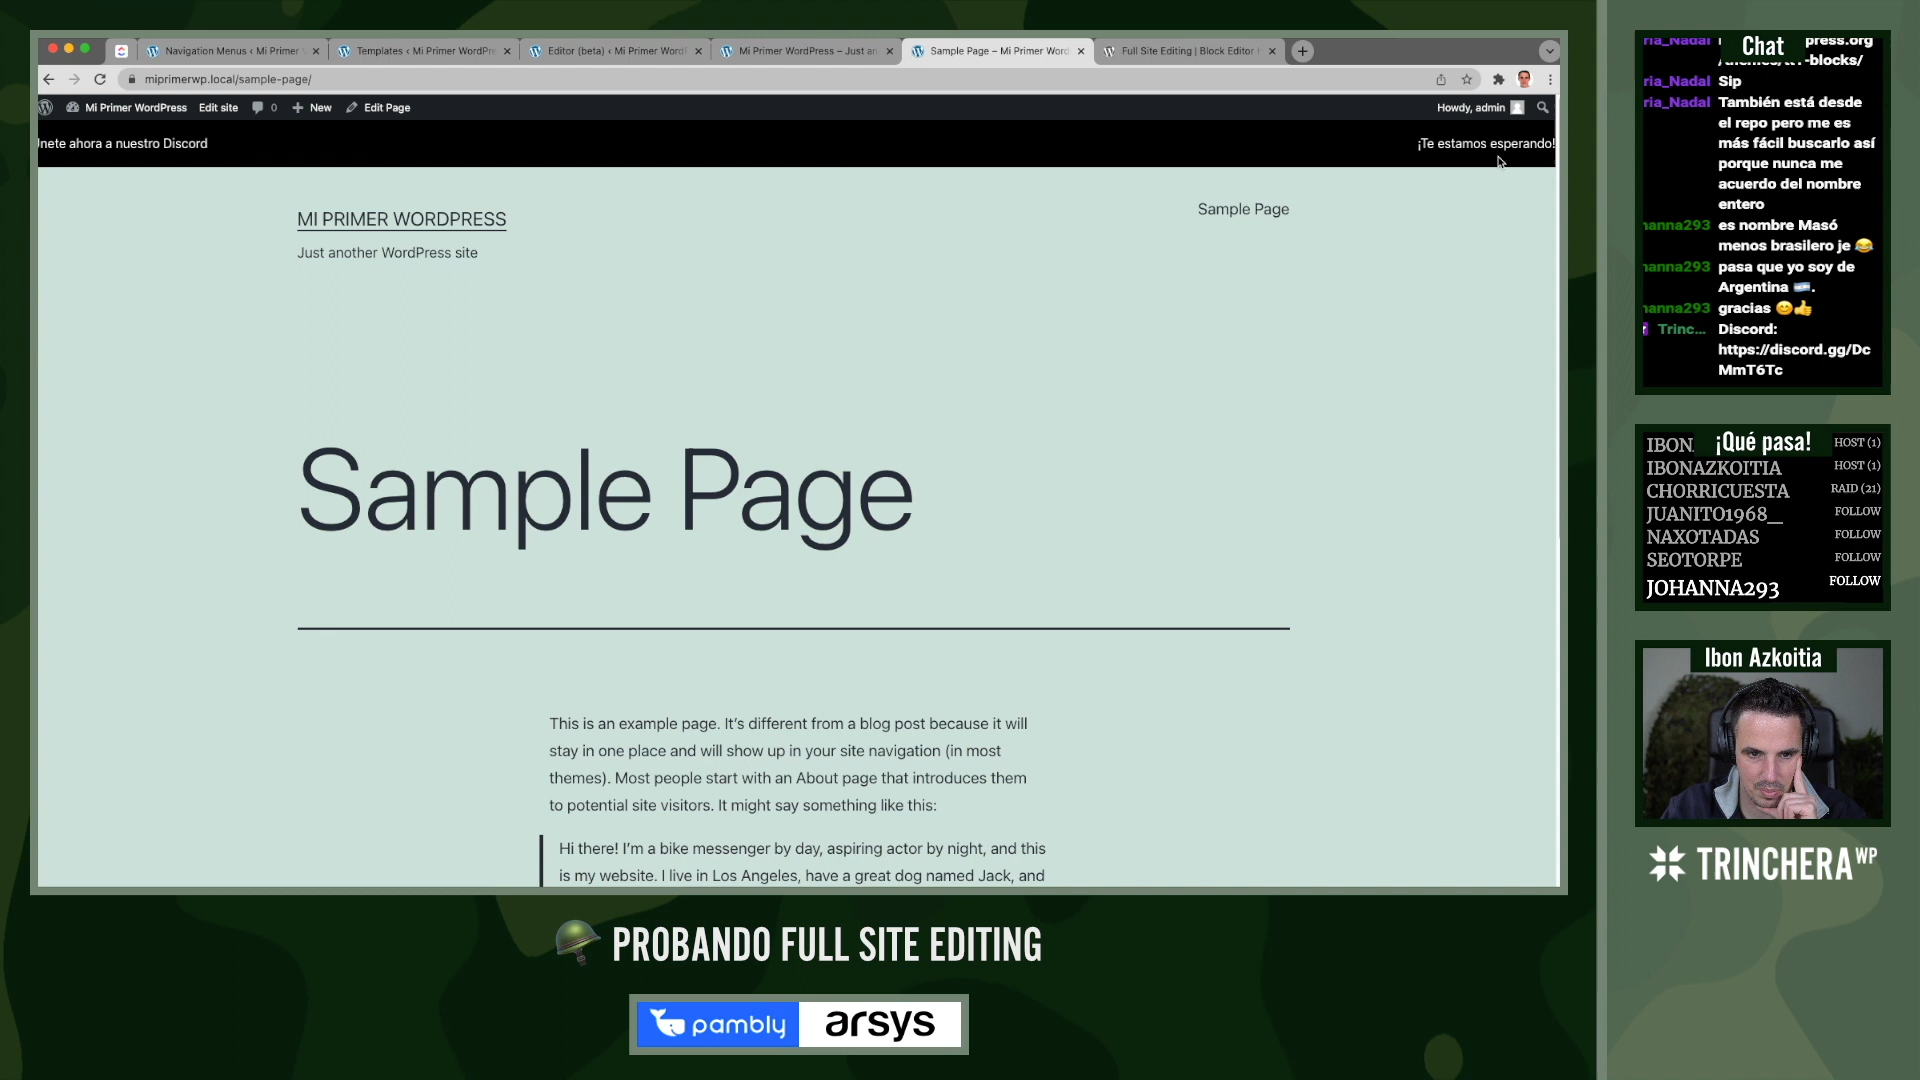 Navigation Menus ‹ Mi Primer
Templates ‹ Mi Primer WordPre
Editor (beta) ‹ Mi Primer Word
Mi Primer WordPress – Just an
Sample Page – Mi Primer Word
Full Site Editing | Block Editor
miprimerwp.local/sample-page/
Mi Primer WordPress
Edit site
0
New
Edit Page
Howdy, admin
nete ahora a nuestro Discord
¡Te estamos esperando!
MI PRIMER WORDPRESS
Just another WordPress site
Sample Page
Sample Page
This is an example page. It’s different from a blog post because it will
stay in one place and will show up in your site navigation (in most
themes). Most people start with an About page that introduces them
to potential site visitors. It might say something like this:
Hi there! I’m a bike messenger by day, aspiring actor by night, and this
is my website. I live in Los Angeles, have a great dog named Jack, and
PROBANDO FULL SITE EDITING
pambly
arsys
Chat
ria_Nadal press.org
-blocks/
ria_Nadal Sip
ria_Nadal También está desde
el repo pero me es
más fácil buscarlo así
porque nunca me
acuerdo del nombre
entero
hanna293 es nombre Masó
menos brasilero je 😂
hanna293 pasa que yo soy de
Argentina 🇦🇷.
hanna293 gracias 😊👍
Trinc... Discord:
https://discord.gg/Dc
MmT6Tc
¡Qué pasa!
IBON HOST (1)
IBONAZKOITIA HOST (1)
CHORRICUESTA RAID (21)
JUANITO1968_ FOLLOW
NAXOTADAS FOLLOW
SEOTORPE FOLLOW
JOHANNA293 FOLLOW
Ibon Azkoitia
TRINCHERA WP